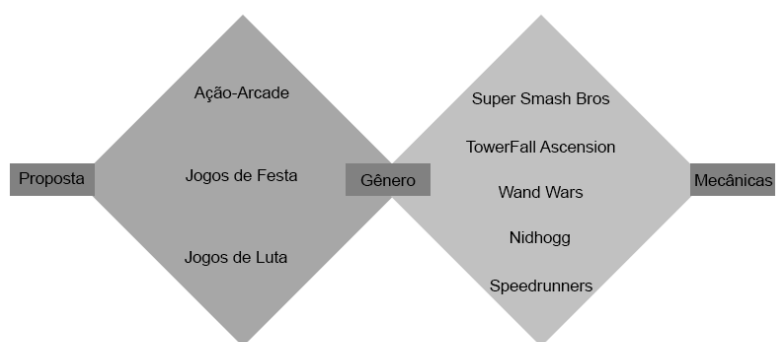 Proposta
Ação-Arcade
Jogos de Festa
Jogos de Luta
Gênero
Super Smash Bros
TowerFall Ascension
Wand Wars
Nidhogg
Speedrunners
Mecânicas